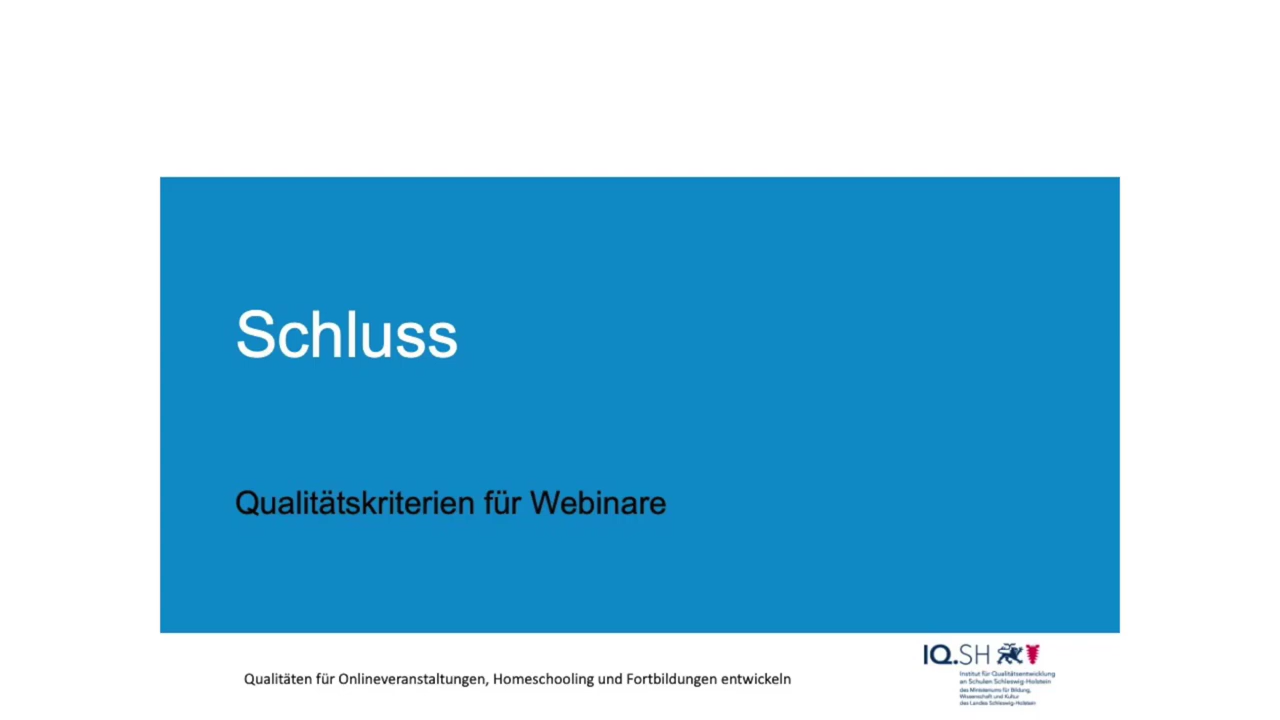 Schluss
Qualitätskriterien für Webinare
Qualitäten für Onlineveranstaltungen, Homeschooling und Fortbildungen entwickeln
IQ.SH
Institut für Qualitätsentwicklung
an Schulen Schleswig-Holstein
des Ministeriums für Bildung,
Wissenschaft und Kultur
des Landes Schleswig-Holstein